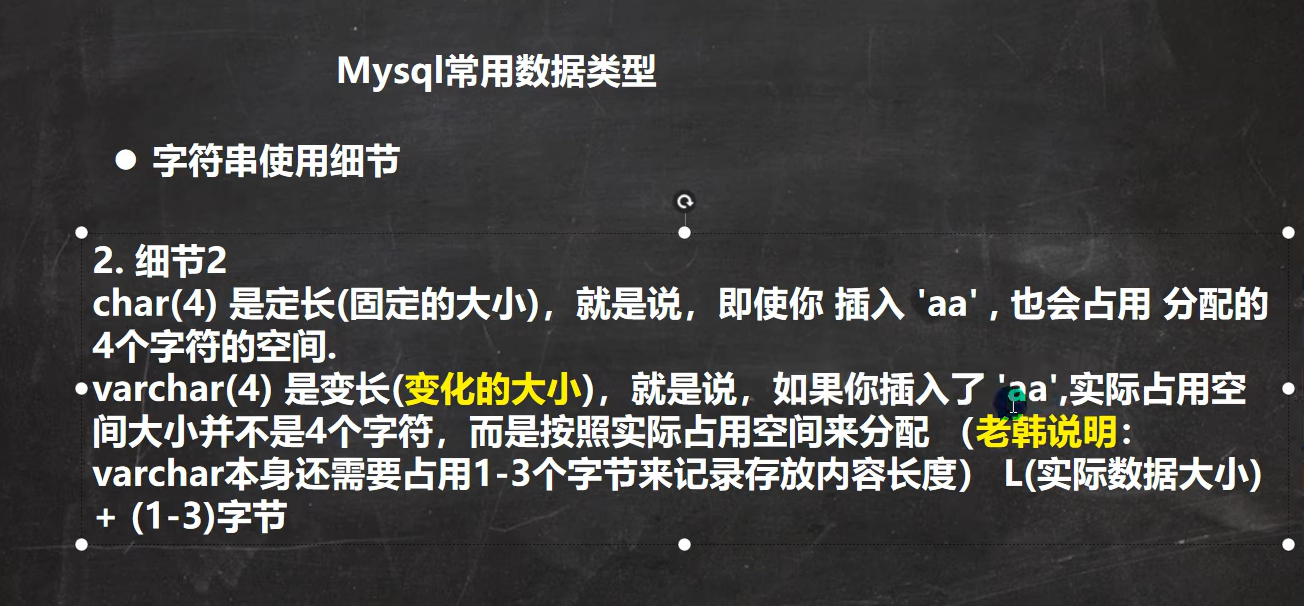 Mysql常用数据类型
● 字符串使用细节
2. 细节2
char(4) 是定长(固定的大小)，就是说，即使你 插入 'aa' , 也会占用 分配的
4个字符的空间.
varchar(4) 是变长(变化的大小)，就是说，如果你插入了 'aa',实际占用空
间大小并不是4个字符，而是按照实际占用空间来分配 （老韩说明：
varchar本身还需要占用1-3个字节来记录存放内容长度） L(实际数据大小)
+ (1-3)字节